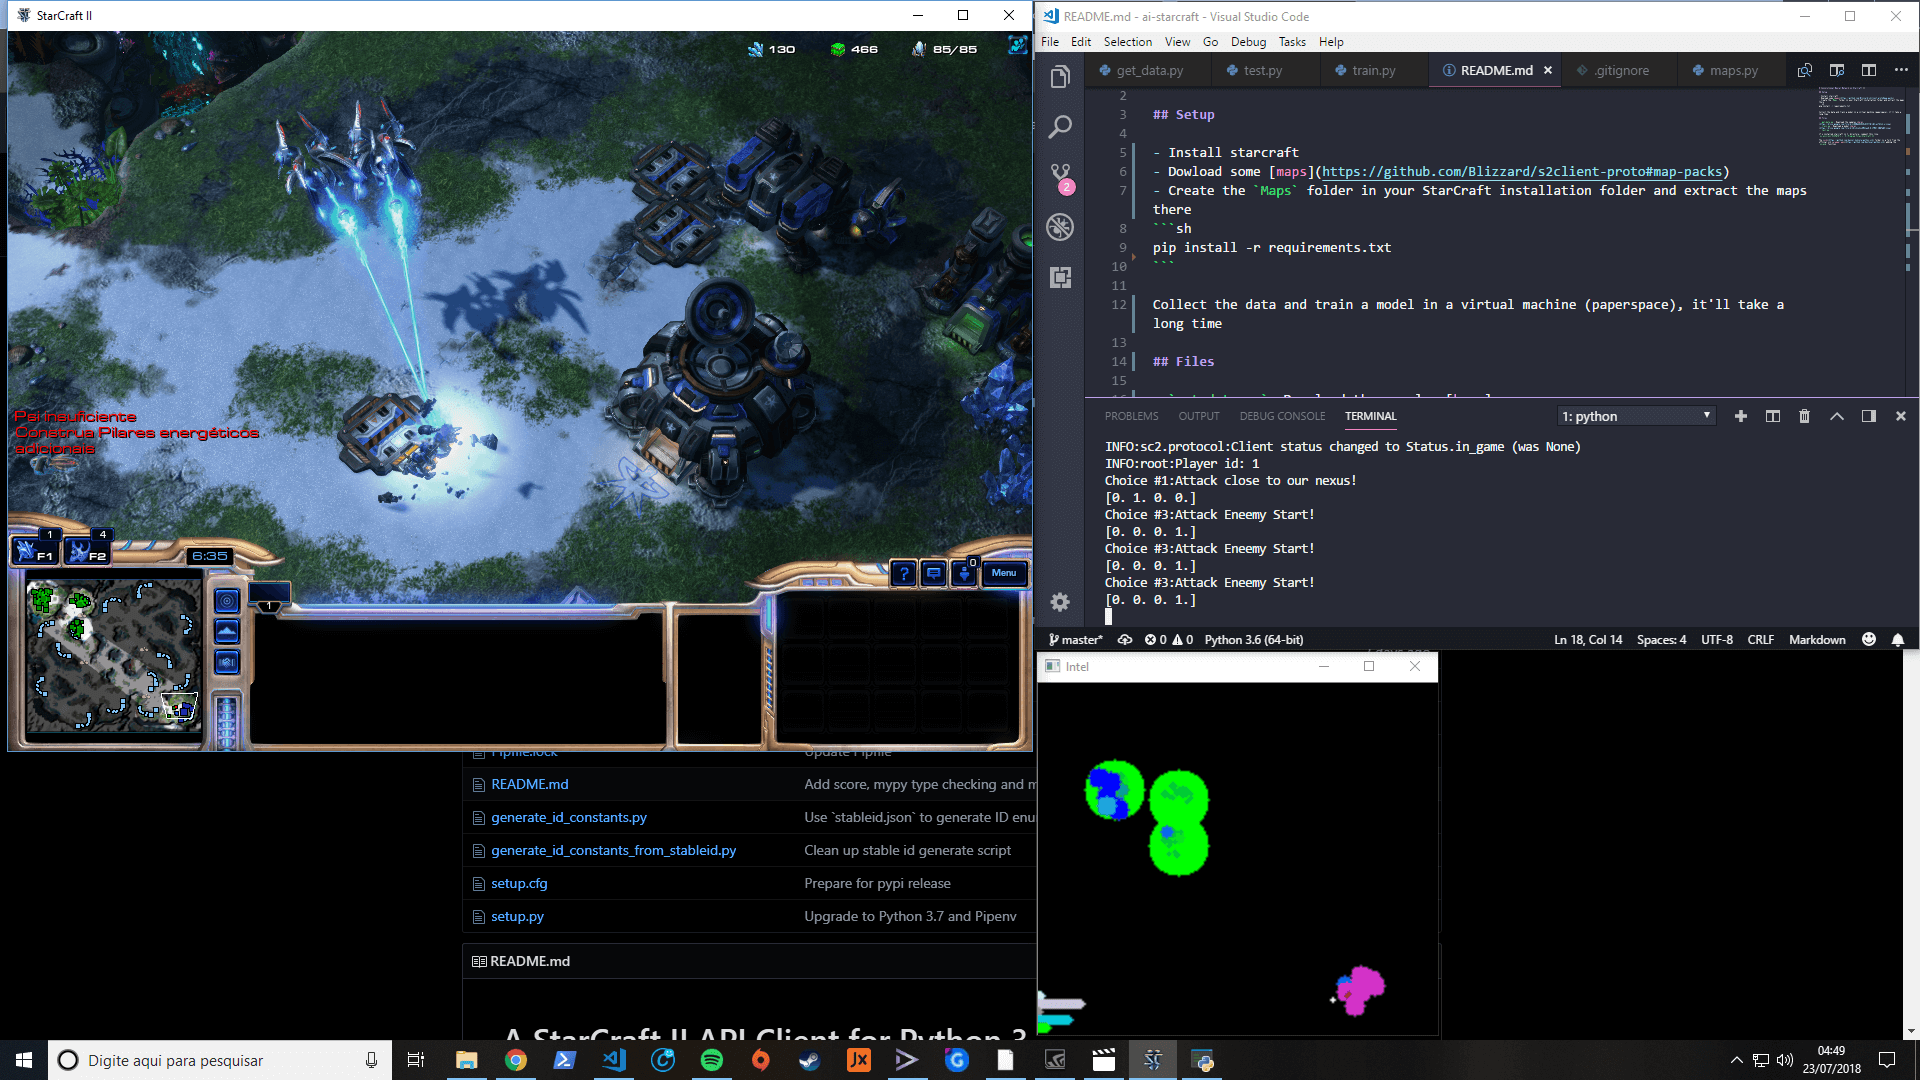 StarCraft II
130
466
85/85
Psi insuficiente
Construa Pilares energéticos
adicionais
1
F1
4
F2
6:35
1
?
0
Menu
README.md - ai-starcraft - Visual Studio Code
File Edit Selection View Go Debug Tasks Help
get_data.py test.py train.py README.md .gitignore maps.py
2
2
3 ## Setup
4
5 - Install starcraft
6 - Dowload some [maps](https://github.com/Blizzard/s2client-proto#map-packs)
7 - Create the `Maps` folder in your StarCraft installation folder and extract the maps
there
8 ```sh
9 pip install -r requirements.txt
10 ```
11
12 Collect the data and train a model in a virtual machine (paperspace), it'll take a
long time
13
14 ## Files
15
PROBLEMS OUTPUT DEBUG CONSOLE TERMINAL 1: python
INFO:sc2.protocol:Client status changed to Status.in_game (was None)
INFO:root:Player id: 1
Choice #1:Attack close to our nexus!
[0. 1. 0. 0.]
Choice #3:Attack Eneemy Start!
[0. 0. 0. 1.]
Choice #3:Attack Enemy Start!
[0. 0. 0. 1.]
Choice #3:Attack Enemy Start!
[0. 0. 0. 1.]
master* 0 0 Python 3.6 (64-bit) Ln 18, Col 14 Spaces: 4 UTF-8 CRLF Markdown
Intel
Pipfile.lock Update Pipfile
README.md Add score, mypy type checking and m
generate_id_constants.py Use `stableid.json` to generate ID enu
generate_id_constants_from_stableid.py Clean up stable id generate script
setup.cfg Prepare for pypi release
setup.py Upgrade to Python 3.7 and Pipenv
README.md
A StarCraft II API Client for Python 3
Digite aqui para pesquisar
04:49
23/07/2018